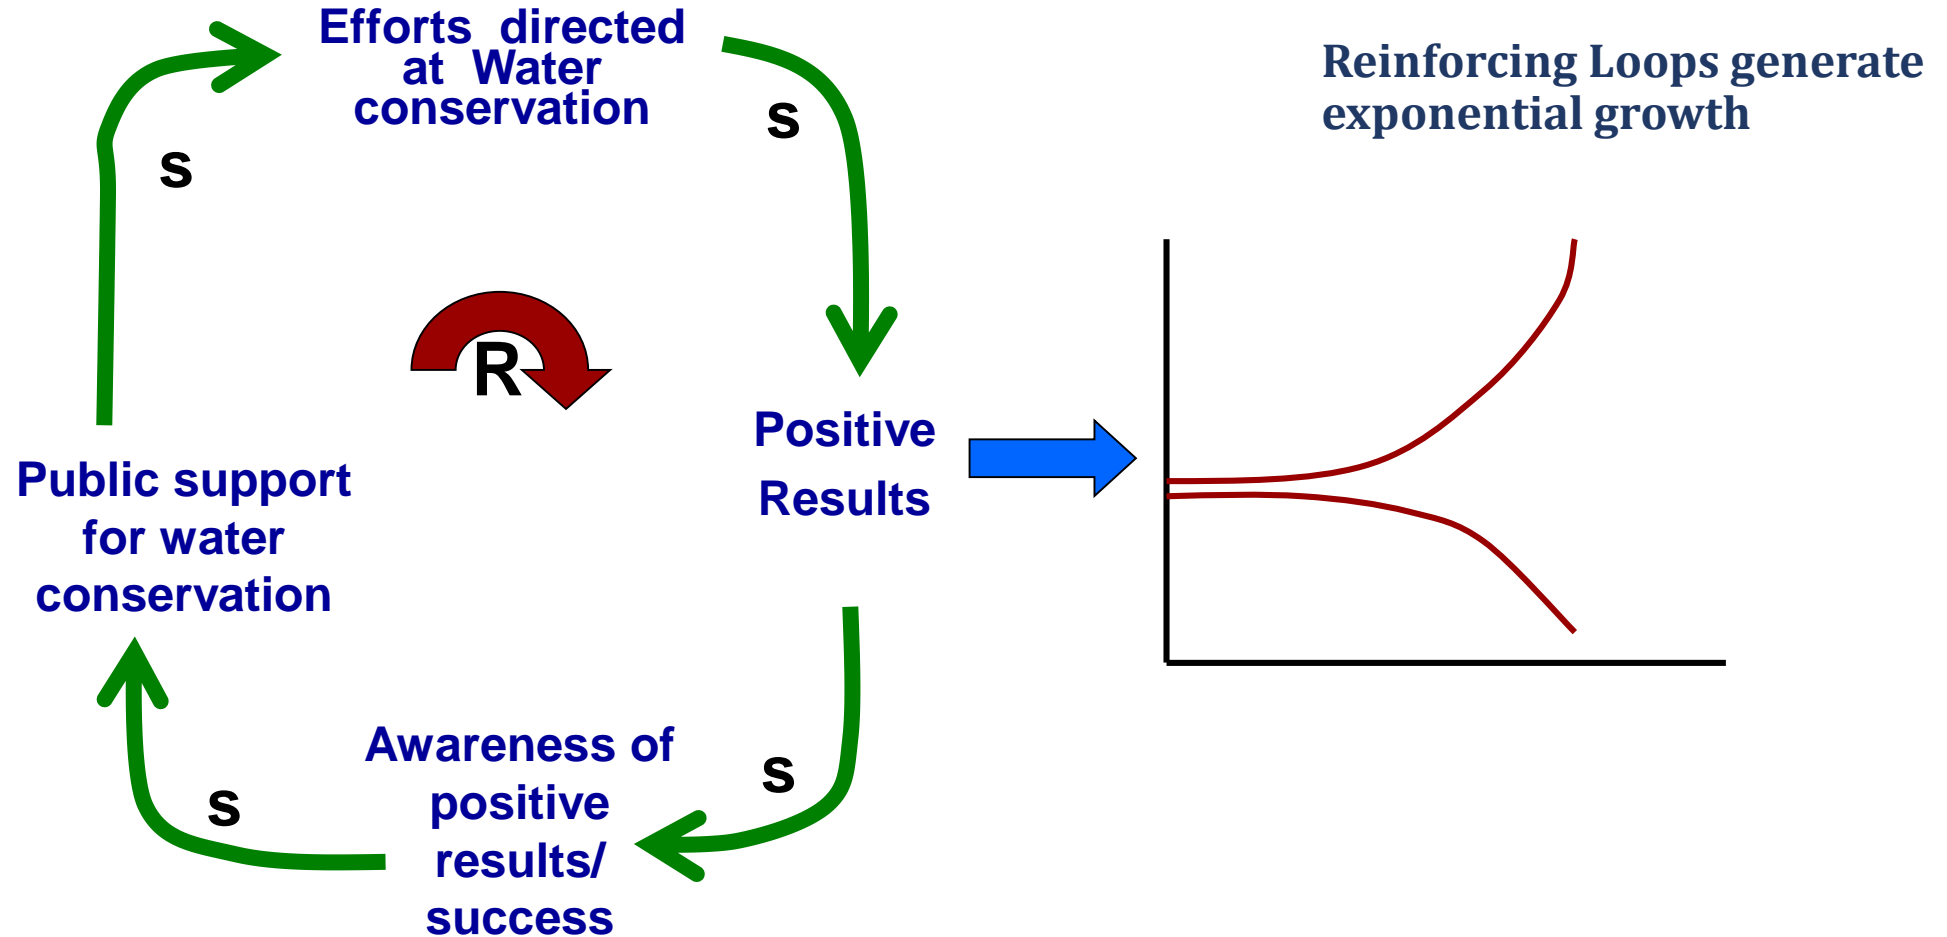 Efforts directed
at Water
conservation
Reinforcing Loops generate
exponential growth
s
s
R
Positive
Results
Public support
for water
conservation
Awareness of
positive
results/
success
s
s